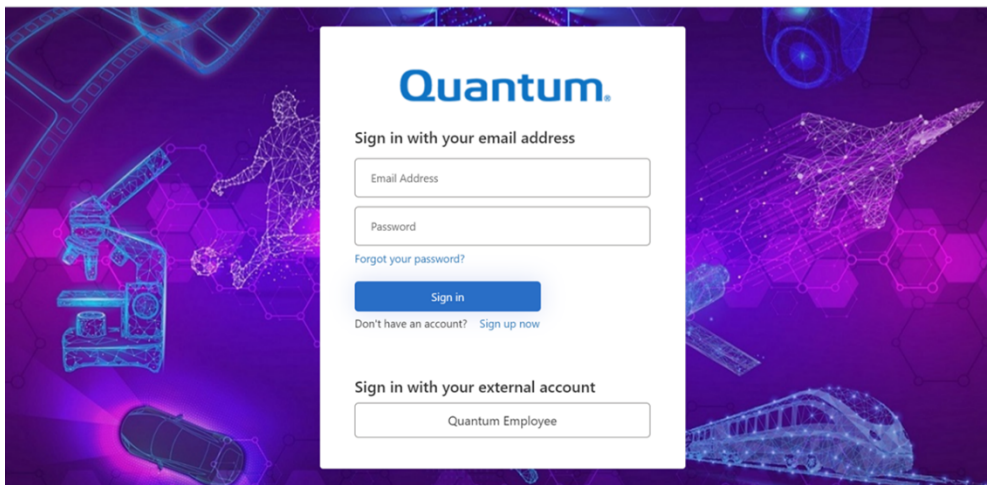 Quantum®
Sign in with your email address
Email Address
Password
Forgot your password?
Sign in
Don't have an account? Sign up now
Sign in with your external account
Quantum Employee